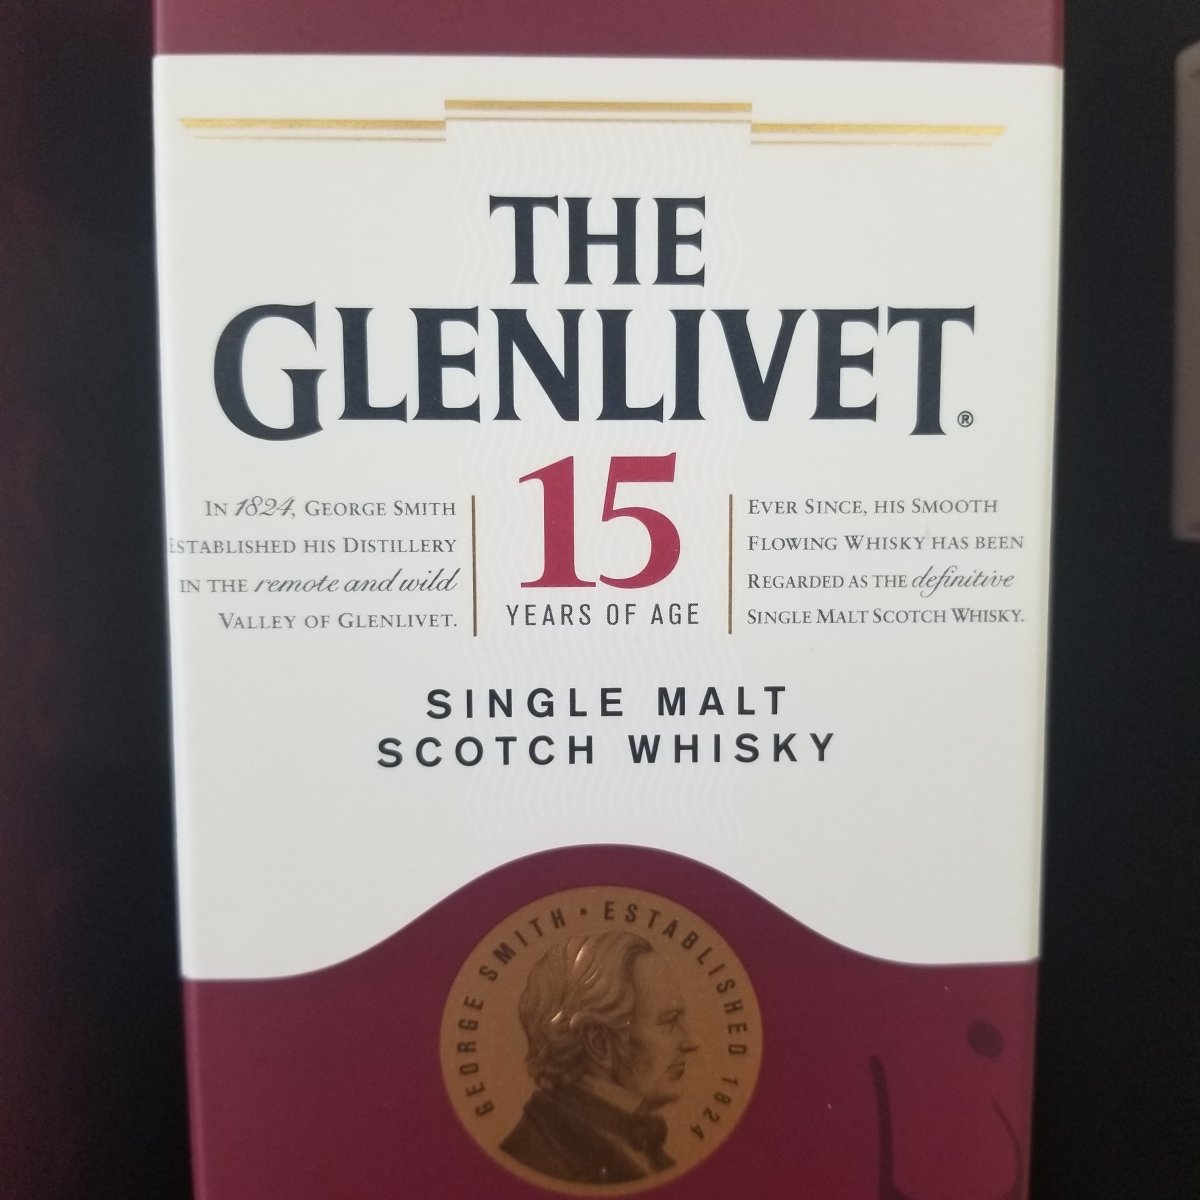 THE
GLENLIVET®
15
YEARS OF AGE
IN 1824, GEORGE SMITH
ESTABLISHED HIS DISTILLERY
IN THE remote and wild
VALLEY OF GLENLIVET.
EVER SINCE, HIS SMOOTH
FLOWING WHISKY HAS BEEN
REGARDED AS THE definitive
SINGLE MALT SCOTCH WHISKY.
SINGLE MALT
SCOTCH WHISKY
GEORGE SMITH · ESTABLISHED 1824